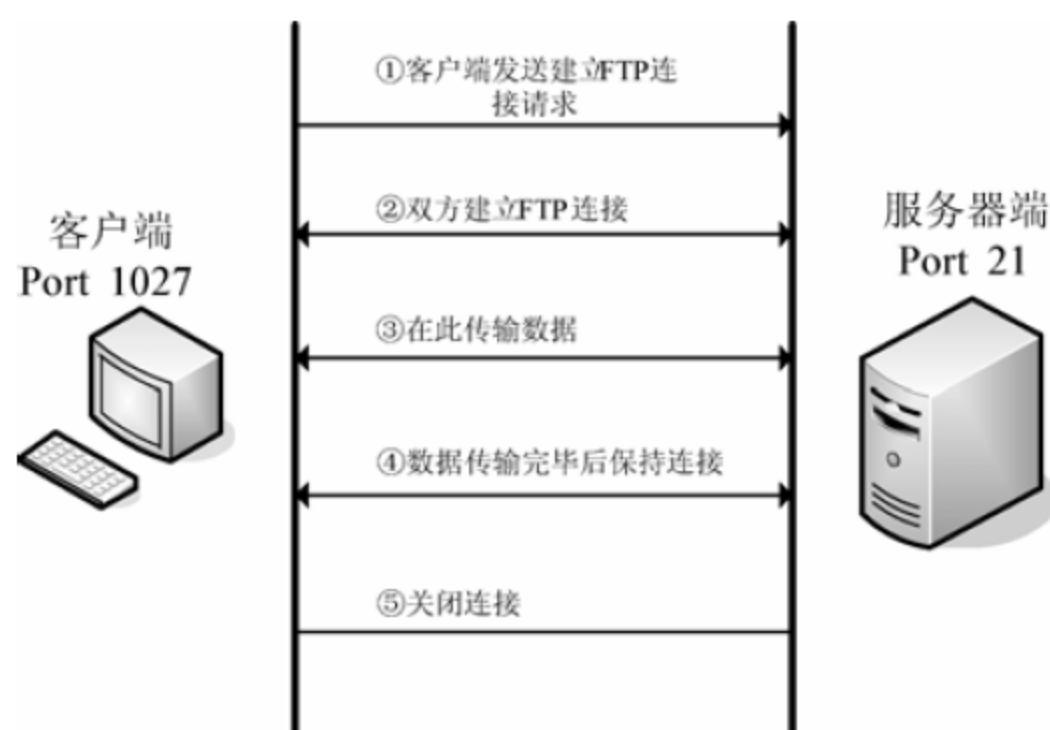 ①客户端发送建立FTP连
接请求
②双方建立FTP连接
客户端
Port 1027
服务器端
Port 21
③在此传输数据
④数据传输完毕后保持连接
⑤关闭连接